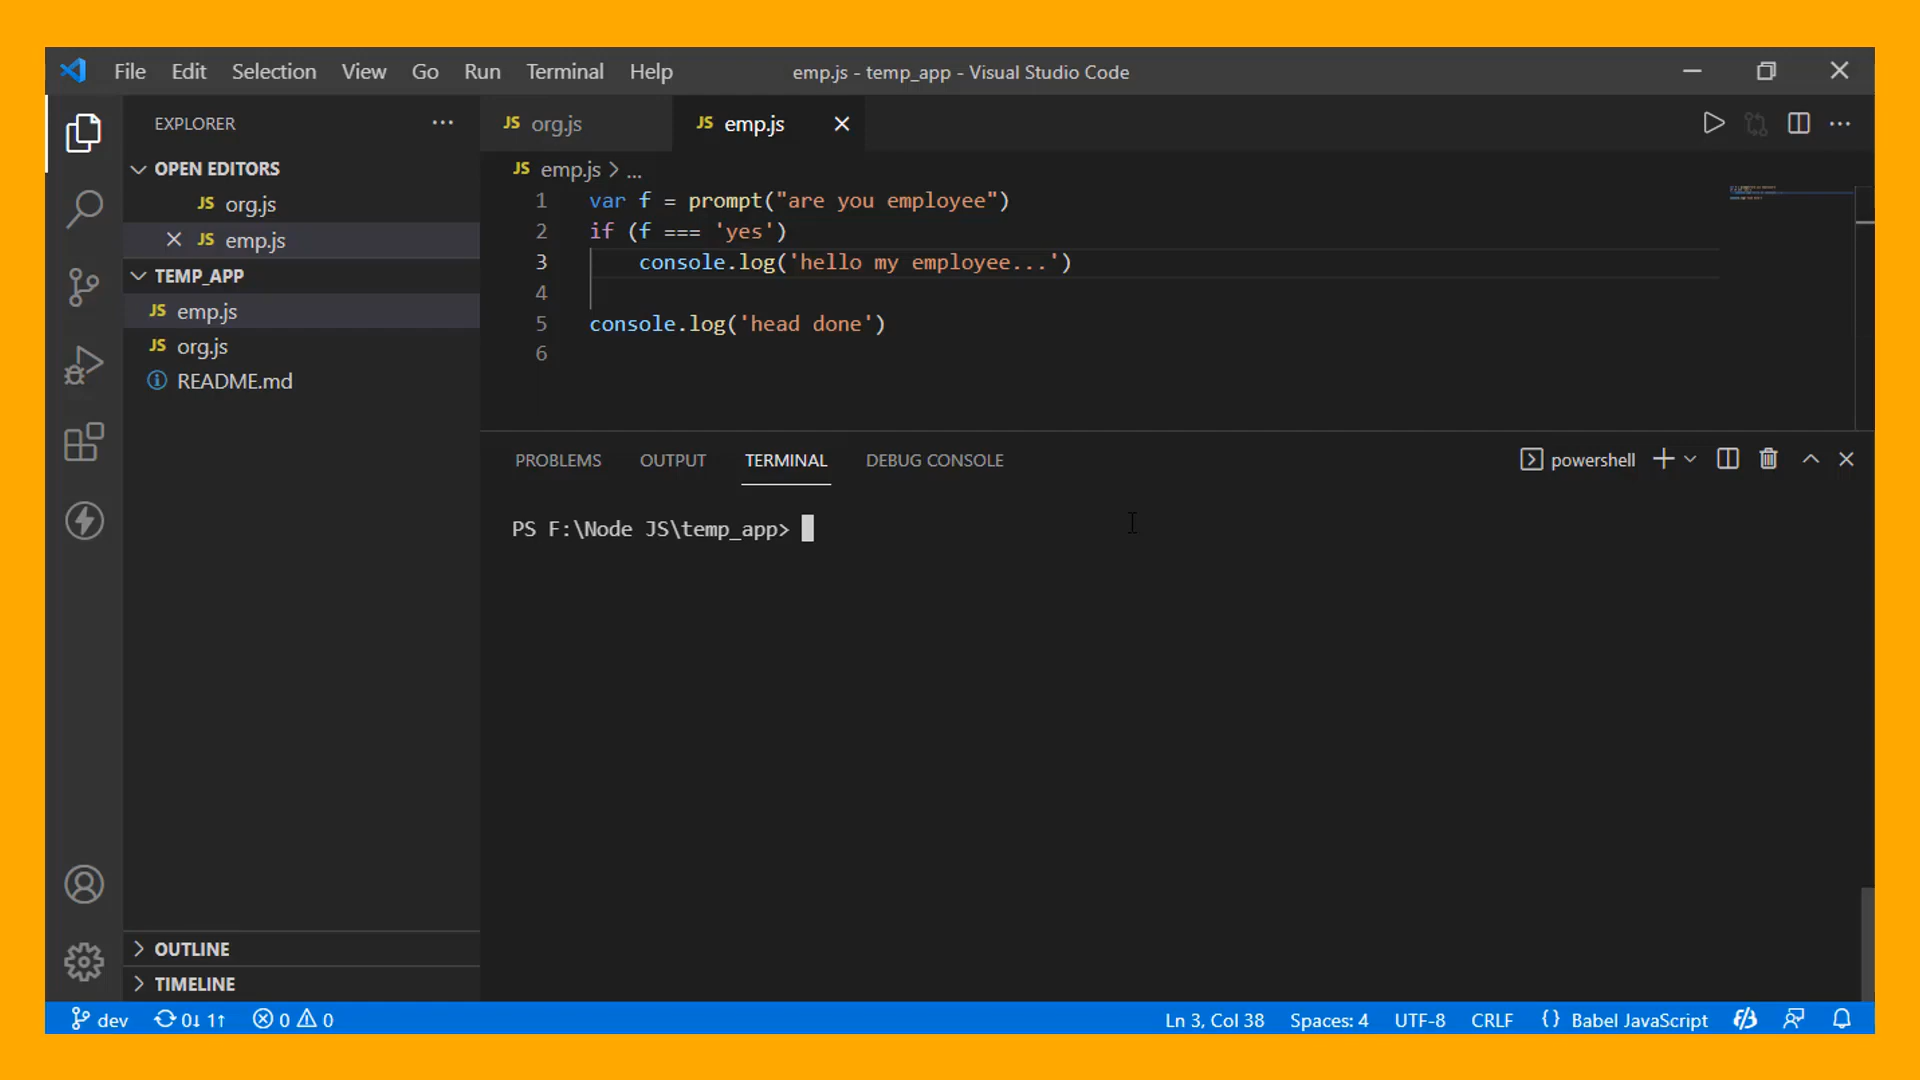 File Edit Selection View Go Run Terminal Help emp.js - temp_app - Visual Studio Code
EXPLORER
OPEN EDITORS
JS org.js
JS emp.js
TEMP_APP
JS emp.js
JS org.js
README.md
OUTLINE
TIMELINE
JS org.js JS emp.js
JS emp.js > ...
1 var f = prompt("are you employee")
2 if (f === 'yes')
3 console.log('hello my employee...')
4
5 console.log('head done')
6
PROBLEMS OUTPUT TERMINAL DEBUG CONSOLE powershell
PS F:\Node JS\temp_app>
dev 0↓ 1↑ 0 0 Ln 3, Col 38 Spaces: 4 UTF-8 CRLF {} Babel JavaScript